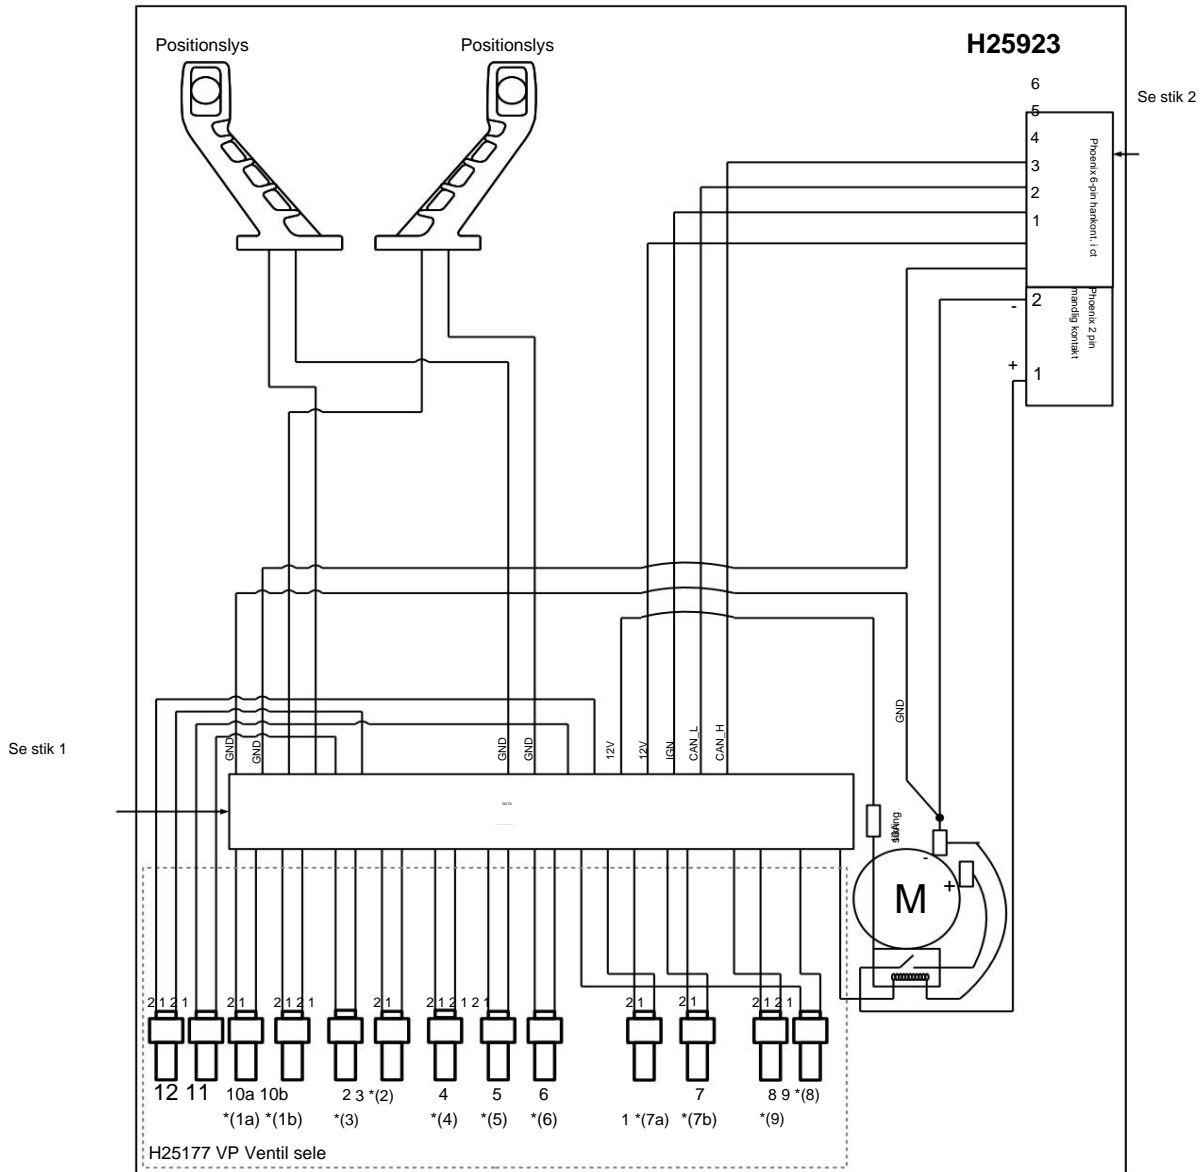 Positionslys
Positionslys
H25923
Se stik 2
6
5
4
3
2
1
Phoenix 6-pin hankont. i ct
2
-
Phoenix 2 pin
mandlig kontakt
+
1
Se stik 1
GND
GND
GND
GND
12V
12V
IGN
CAN_L
CAN_H
GND
-
+
M
2 1 2 1
2 1
2 1 2 1
2 1
2 1 2 1 2 1
2 1
2 1
2 1 2 1
12 11 10a 10b 2 3 *(2) 4 5 6 7 8 9 *(8)
*(1a) *(1b) *(3) *(4) *(5) *(6) 1 *(7a) *(7b) *(9)
H25177 VP Ventil sele